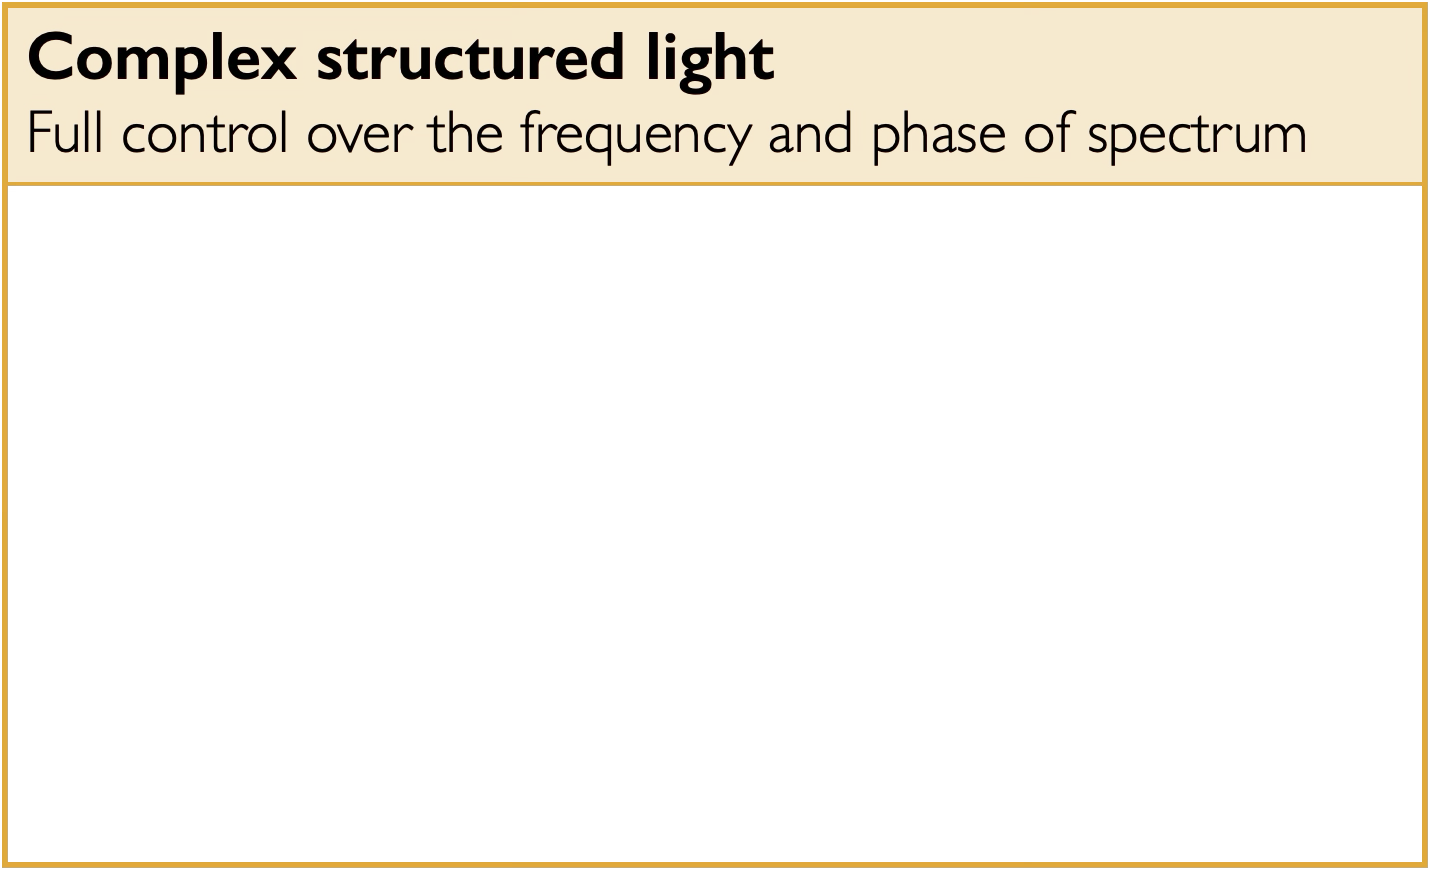 Complex structured light
Full control over the frequency and phase of spectrum